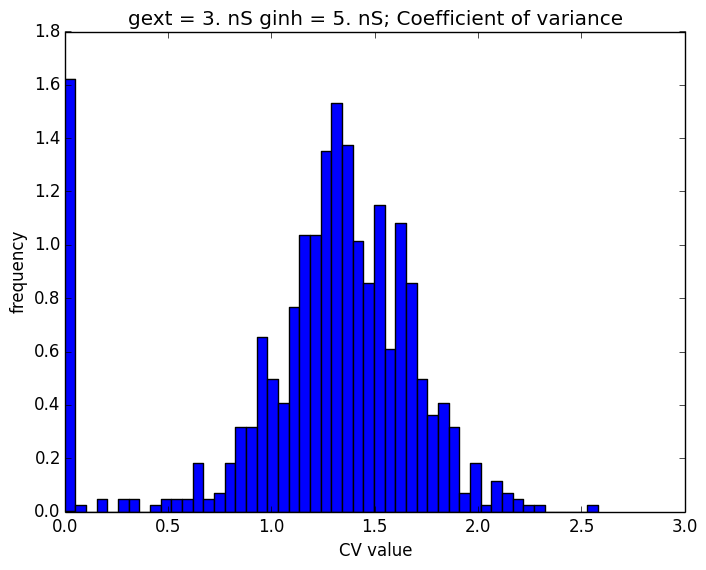 gext = 3. nS ginh = 5. nS; Coefficient of variance
1.8
1.6
1.4
1.2
1.0
0.8
0.6
0.4
0.2
0.0
frequency
0.0 0.5 1.0 1.5 2.0 2.5 3.0
CV value